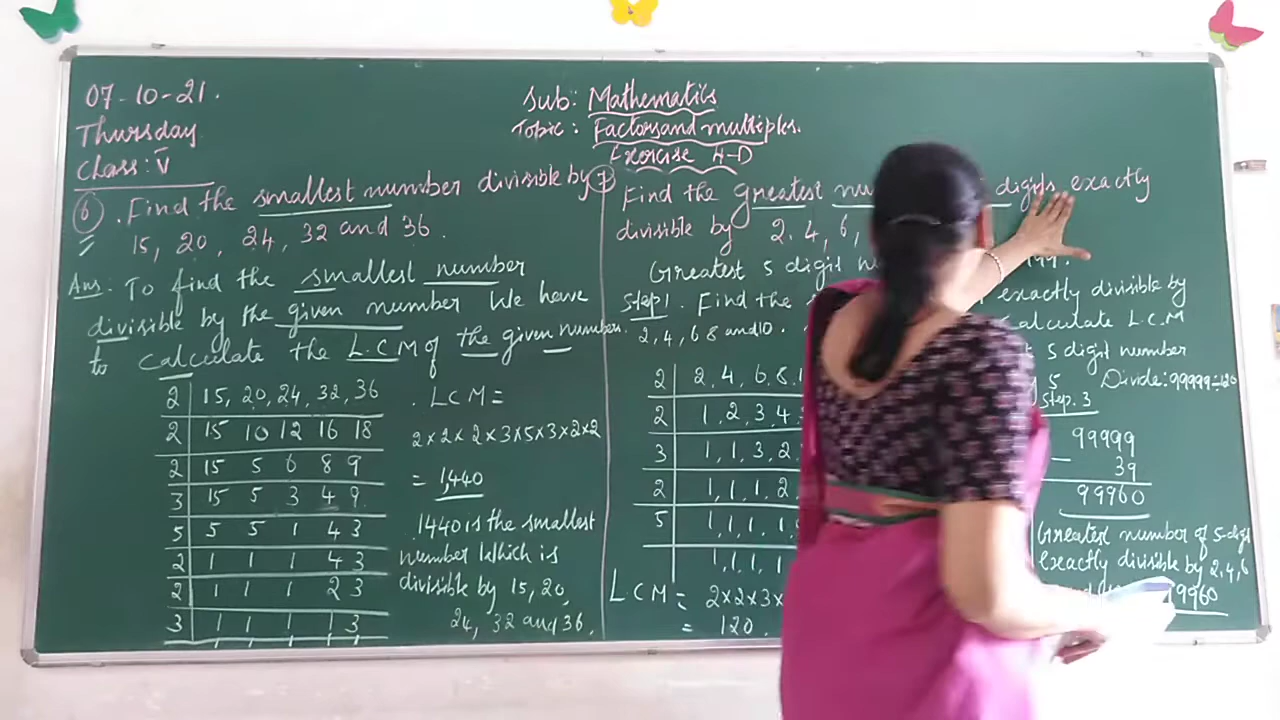 07-10-21.
Thursday
Class: V
Sub: Mathematics
Topic: Factors and multiples.
Exercise 4-D
6. Find the smallest number divisible by
15, 20, 24, 32 and 36.
Ans: To find the smallest number
divisible by the given number We have
to calculate the L.C.M of the given number.
2 | 15, 20, 24, 32, 36
2 | 15 10 12 16 18
2 | 15 5 6 8 9
3 | 15 5 3 4 9
5 | 5 5 1 4 3
2 | 1 1 1 4 3
2 | 1 1 1 2 3
3 | 1 1 1 1 3
. LCM =
2×2×2×3×5×3×2×2
= 1,440
. 1440 is the smallest
number which is
divisible by 15, 20,
24, 32 and 36.
7 Find the greatest digits exactly
divisible by 2. 4, 6,
Greatest 5 digit
Step 1. Find the exactly divisible by
2, 4, 6 8 and 10. calculate L.C.M
5 digit number
5 Divide: 99999÷120
2 | 2, 4, 6, 8,
2 | 1, 2, 3, 4
3 | 1, 1, 3, 2
2 | 1, 1, 1, 2
5 | 1, 1, 1, 1
1, 1, 1, 1
LCM = 2×2×3×
= 120.
Step. 3
99999
- 39
99960
Greatest number of 5-digit
exactly divisible by 2, 4, 6
9960